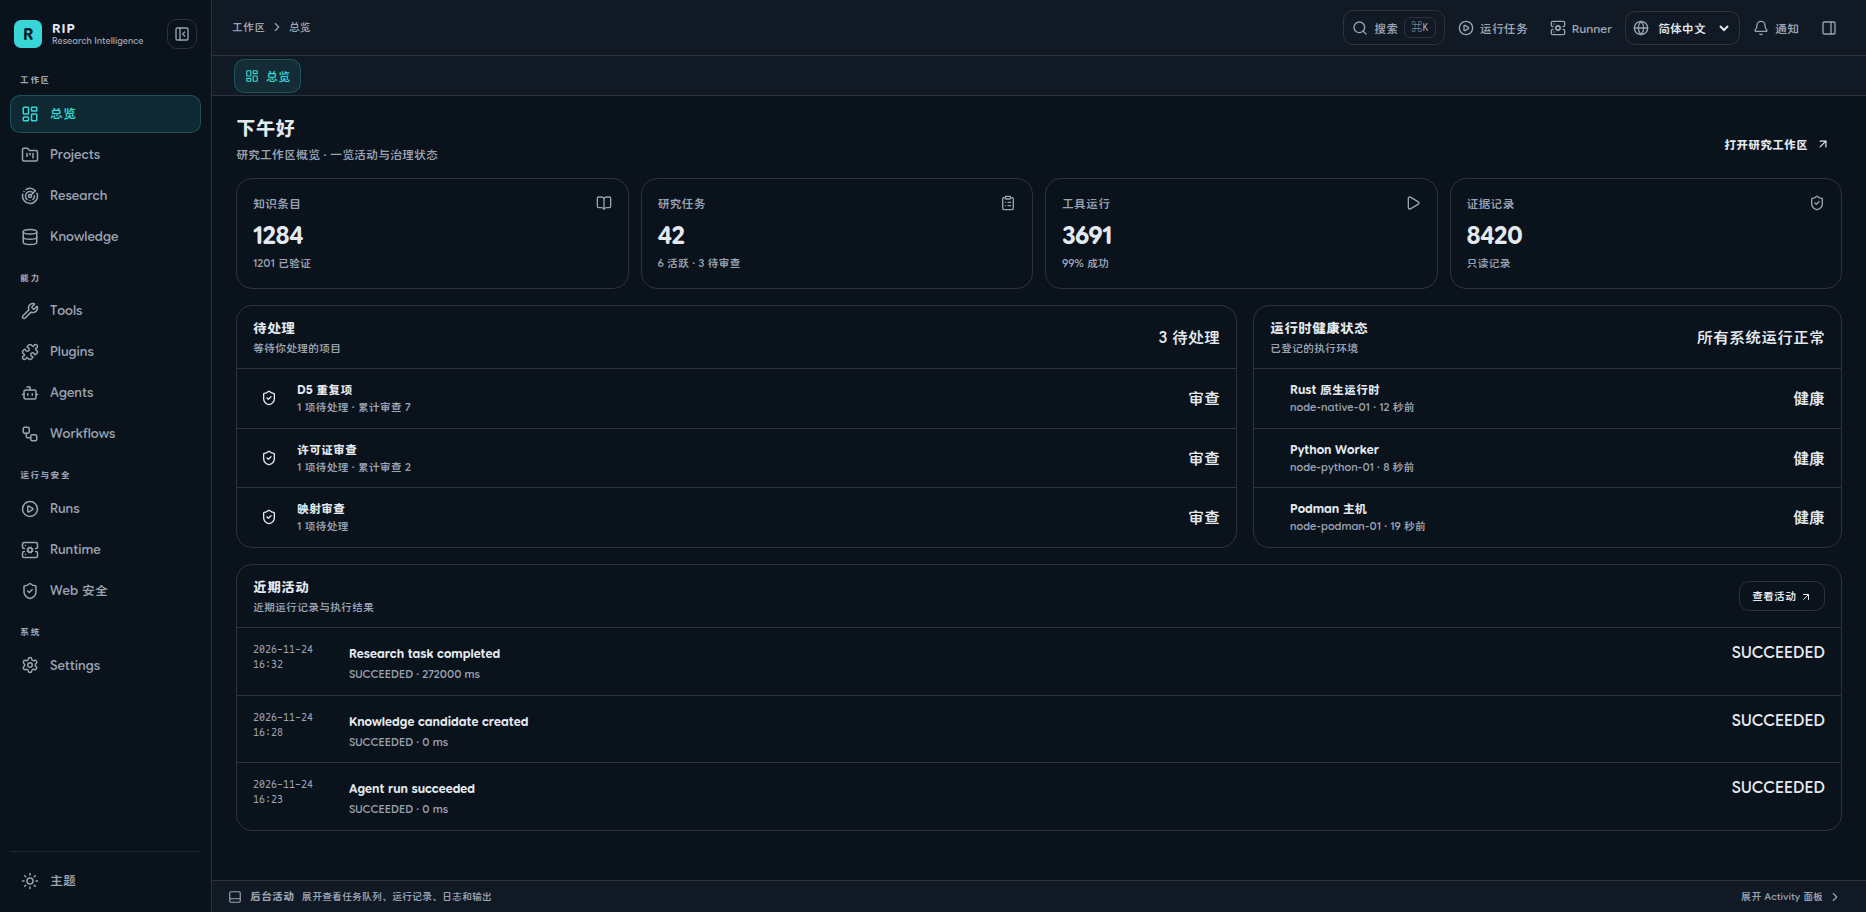 R
RIP
Research Intelligence
工作区
总览
Projects
Research
Knowledge
能力
Tools
Plugins
Agents
Workflows
运行与安全
Runs
Runtime
Web 安全
系统
Settings
主题
工作区 > 总览
搜索 ⌘K
运行任务
Runner
简体中文
通知
总览
下午好
研究工作区概览 · 一览活动与治理状态
打开研究工作区
知识条目
1284
1201 已验证
研究任务
42
6 活跃 · 3 待审查
工具运行
3691
99% 成功
证据记录
8420
只读记录
待处理
等待你处理的项目
3 待处理
D5 重复项
1 项待处理 · 累计审查 7
审查
许可证审查
1 项待处理 · 累计审查 2
审查
映射审查
1 项待处理
审查
运行时健康状态
已登记的执行环境
所有系统运行正常
Rust 原生运行时
node-native-01 · 12 秒前
健康
Python Worker
node-python-01 · 8 秒前
健康
Podman 主机
node-podman-01 · 19 秒前
健康
近期活动
近期运行记录与执行结果
查看活动
2026-11-24
16:32
Research task completed
SUCCEEDED · 272000 ms
SUCCEEDED
2026-11-24
16:28
Knowledge candidate created
SUCCEEDED · 0 ms
SUCCEEDED
2026-11-24
16:23
Agent run succeeded
SUCCEEDED · 0 ms
SUCCEEDED
后台活动 展开查看任务队列、运行记录、日志和输出
展开 Activity 面板